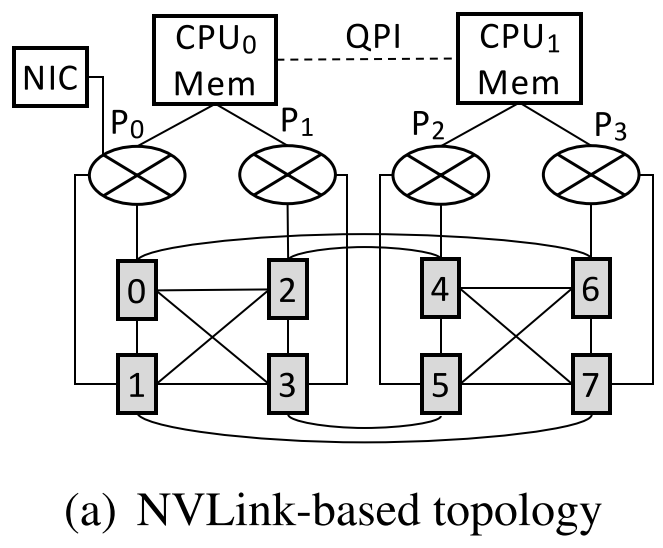 CPU₀ Mem
QPI
CPU₁ Mem
NIC
P₀
P₁
P₂
P₃
0
2
4
6
1
3
5
7
(a) NVLink-based topology